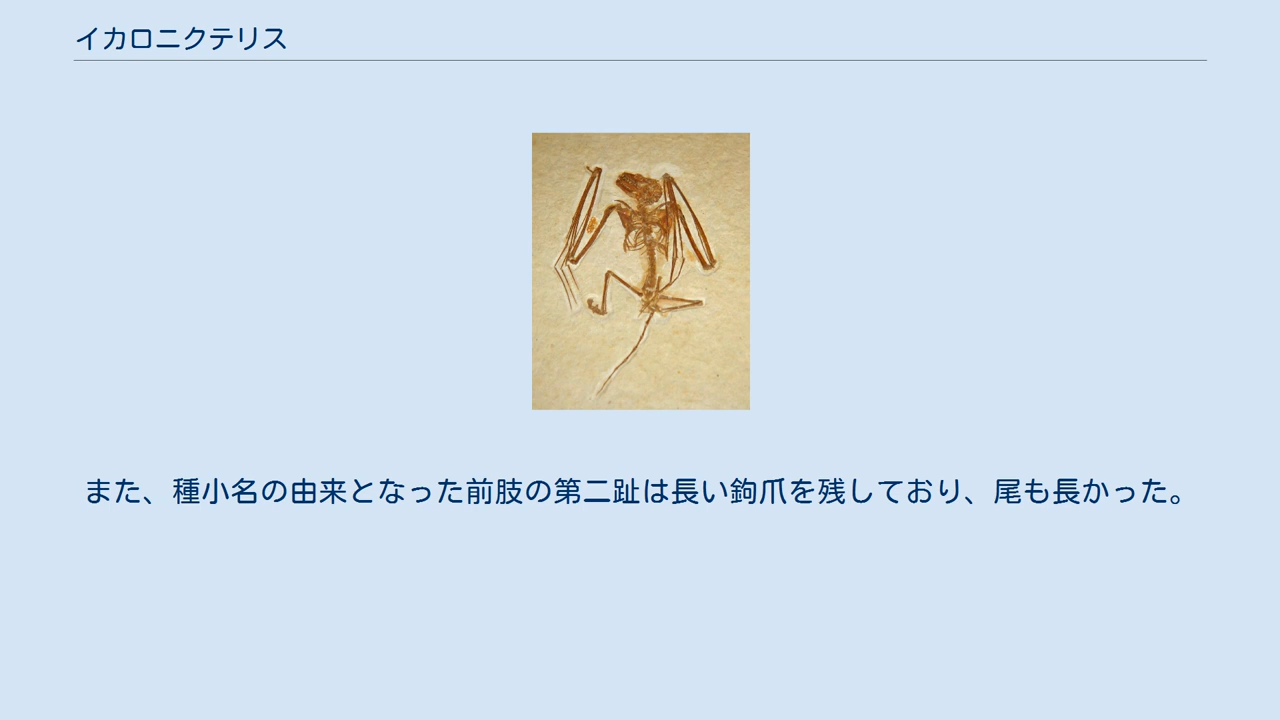 イカロニクテリス
また、種小名の由来となった前肢の第二趾は長い鉤爪を残しており、尾も長かった。